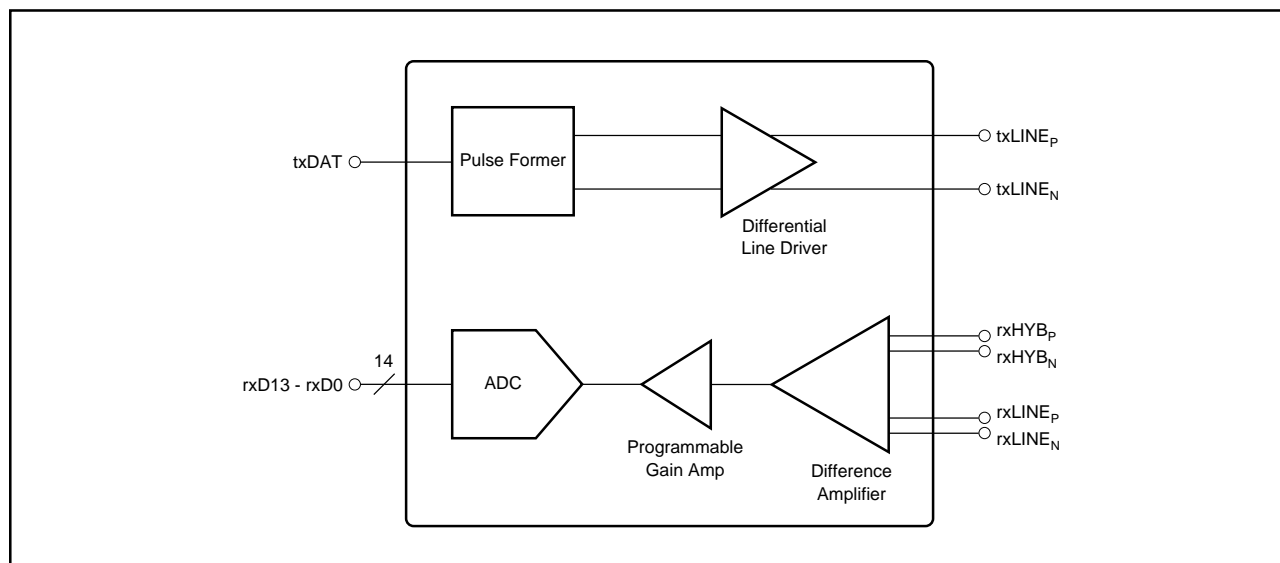 txDAT
Pulse Former
txLINEP
txLINEN
Differential
Line Driver
rxD13 - rxD0
14
ADC
Programmable
Gain Amp
Difference
Amplifier
rxHYBP
rxHYBN
rxLINEP
rxLINEN